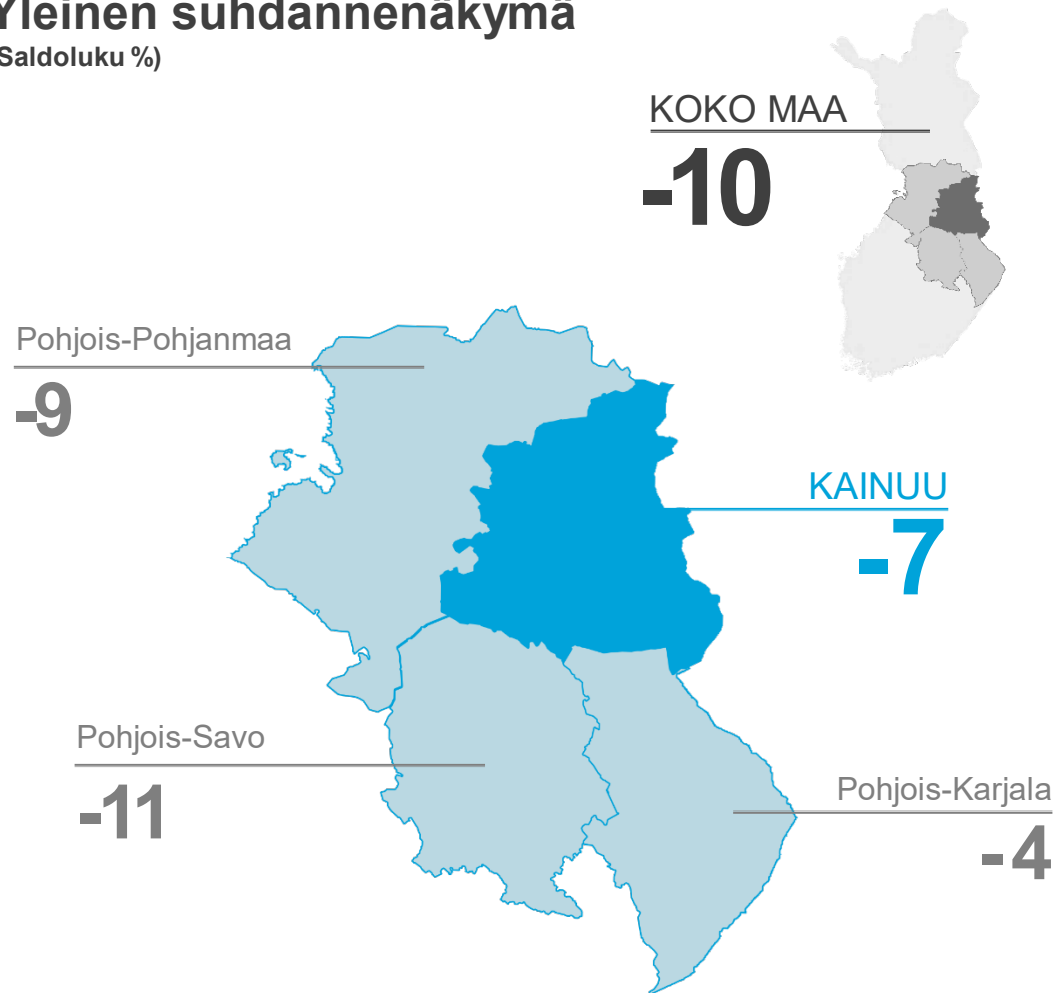 Yleinen suhdannenäkymä
(Saldoluku %)
KOKO MAA
-10
Pohjois-Pohjanmaa
-9
KAINUU
-7
Pohjois-Savo
-11
Pohjois-Karjala
-4